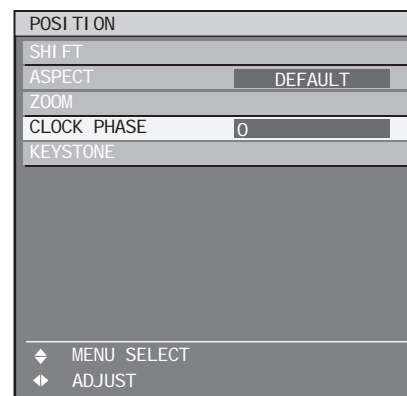 POSITION
SHIFT
ASPECT DEFAULT
ZOOM
CLOCK PHASE 0
KEYSTONE
MENU SELECT
ADJUST